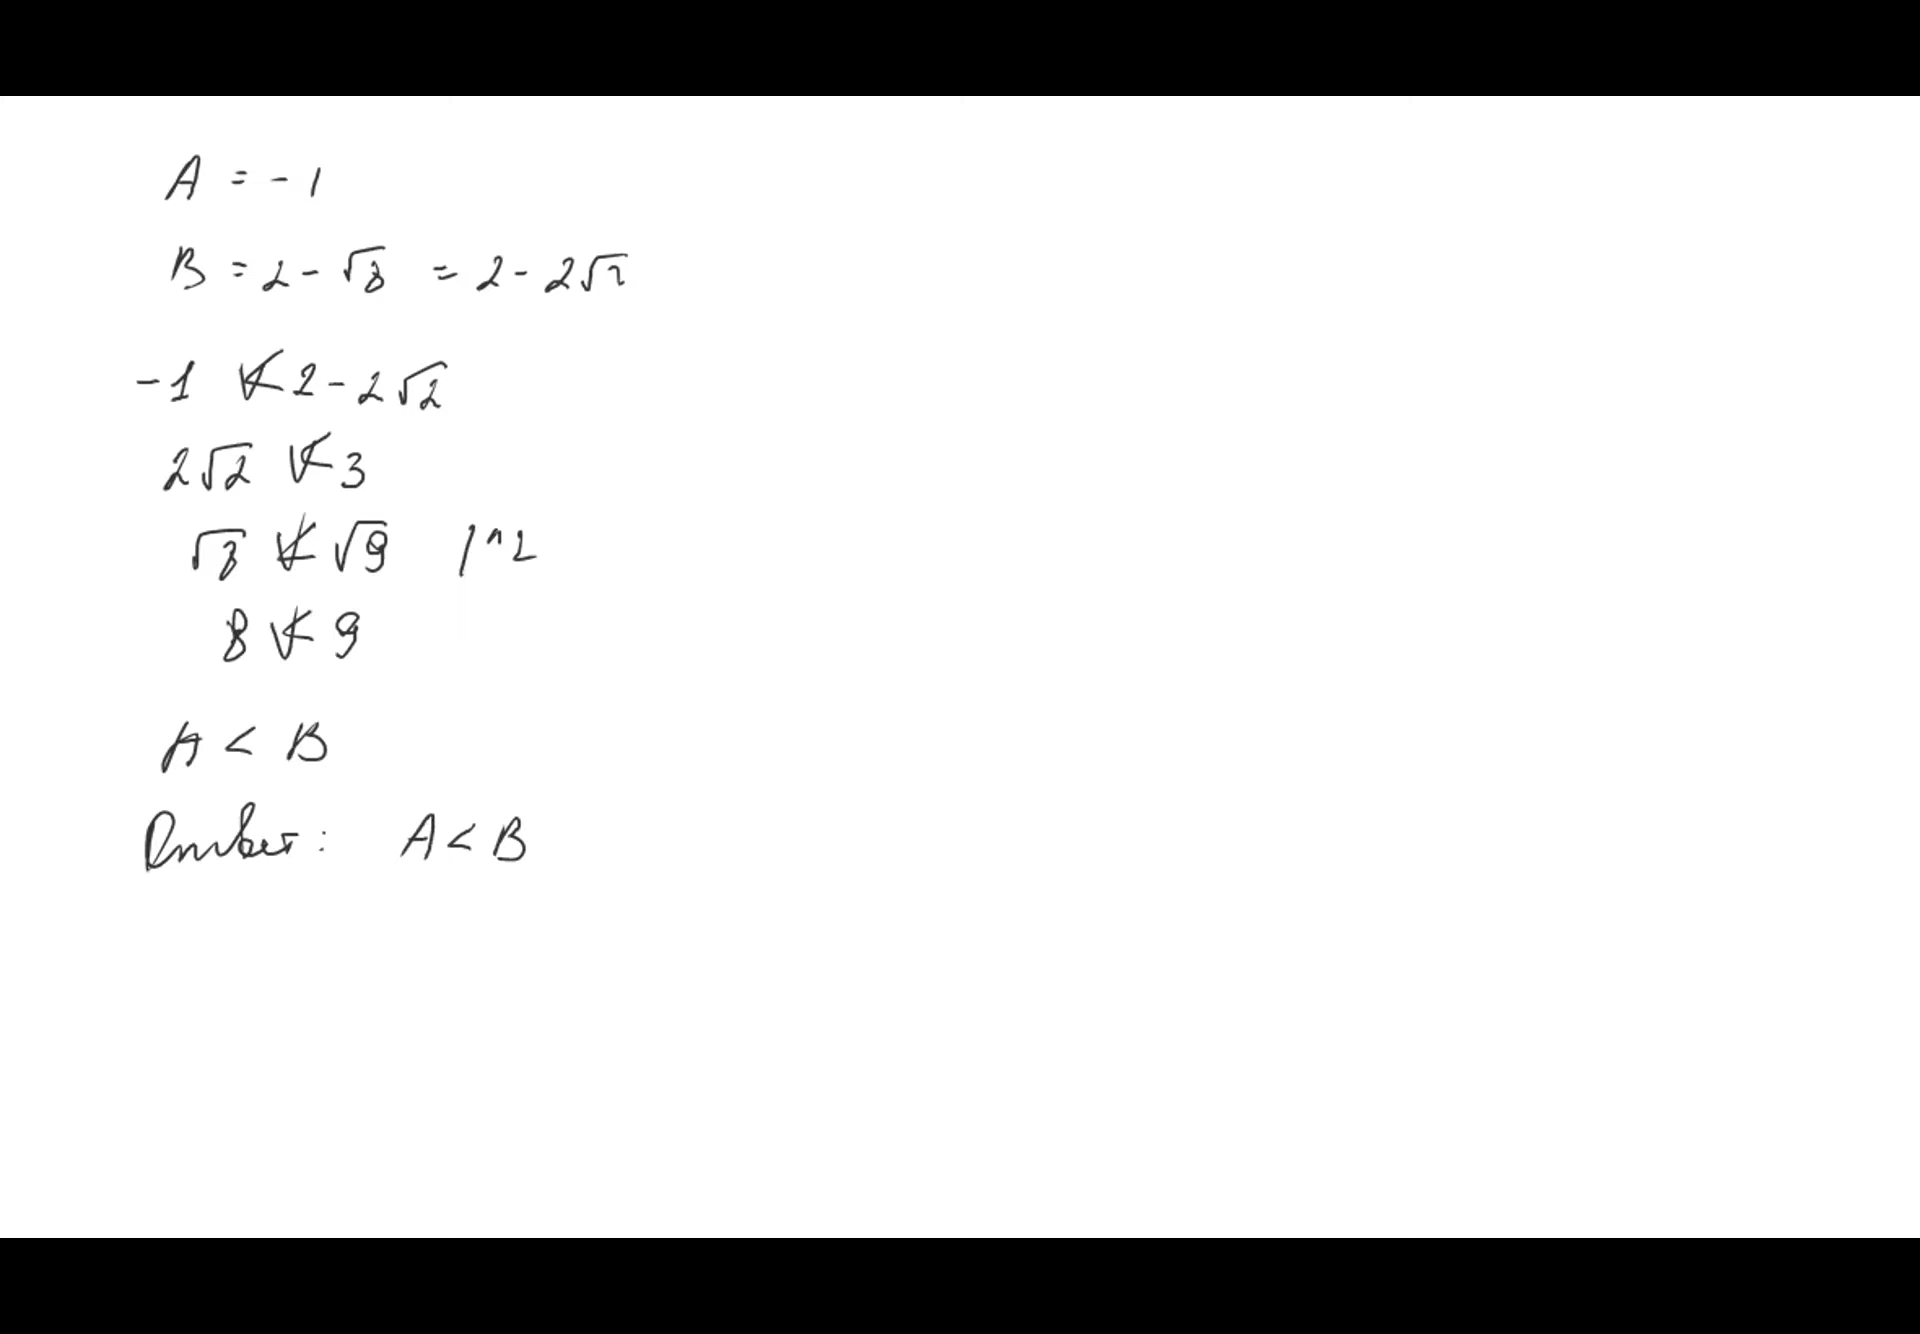 A = -1
B = 2 - √8 = 2 - 2√2
-1 < 2 - 2√2
2√2 < 3
√8 < √9 |^2
8 < 9
A < B
Ответ: A < B